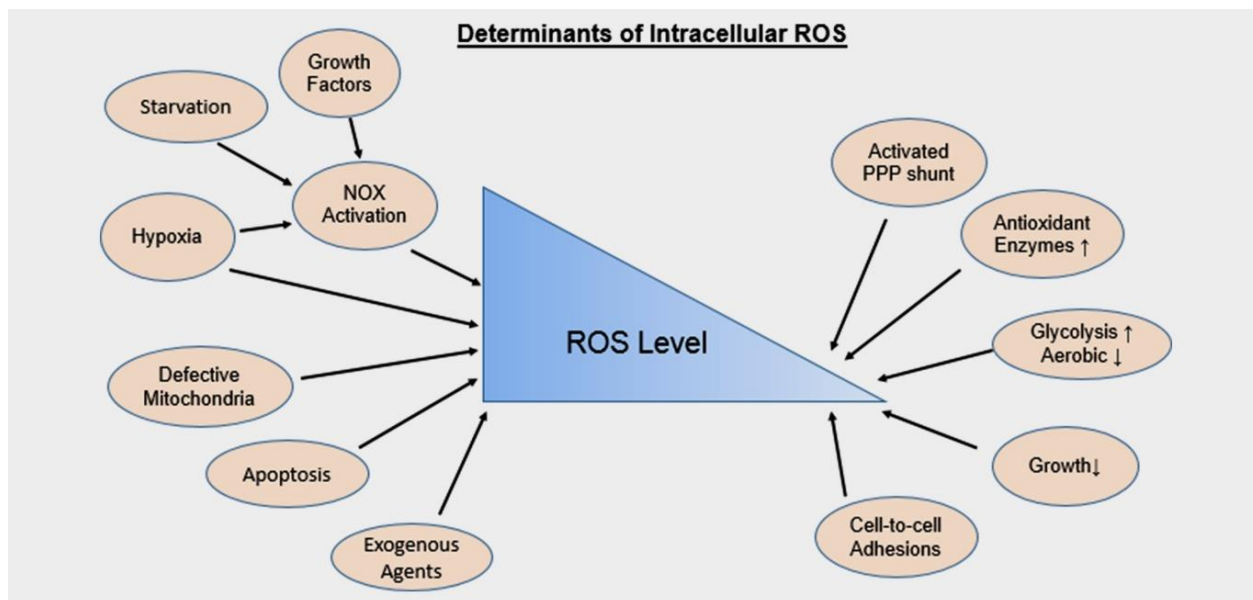 Determinants of Intracellular ROS
Growth
Factors
Starvation
NOX
Activation
Hypoxia
Defective
Mitochondria
Apoptosis
Exogenous
Agents
ROS Level
Activated
PPP shunt
Antioxidant
Enzymes ↑
Glycolysis ↑
Aerobic ↓
Growth↓
Cell-to-cell
Adhesions